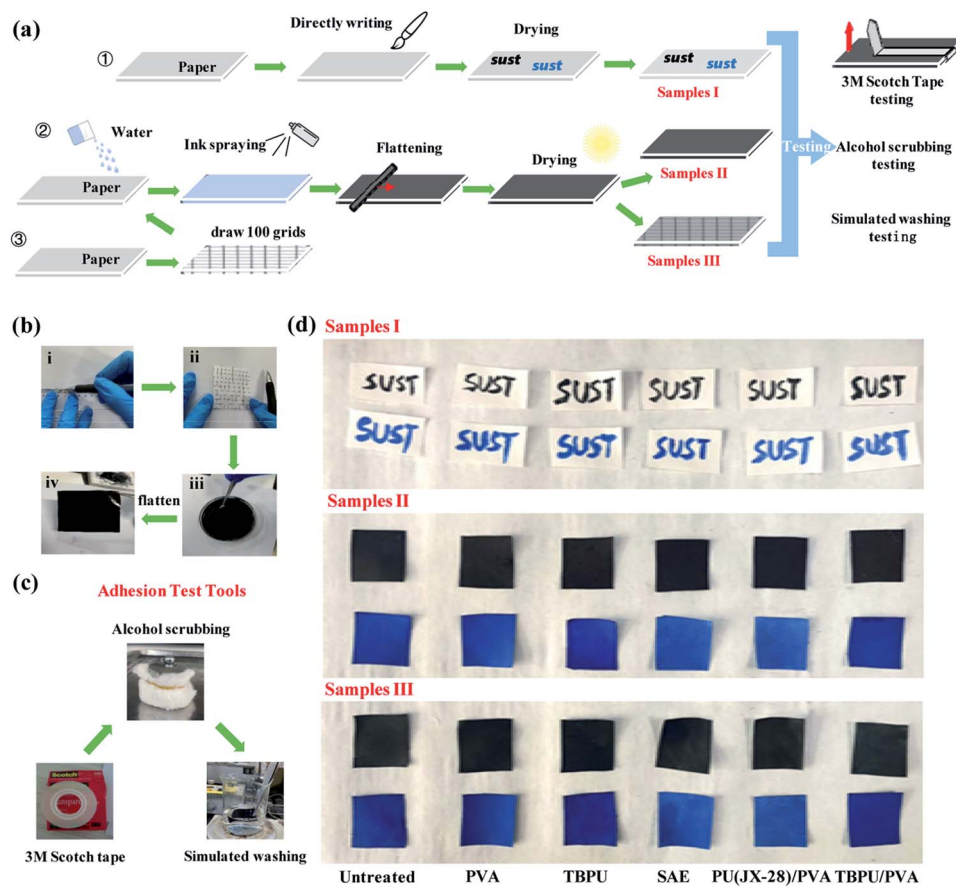 (a)
Directly writing
Drying
①
Paper
sust sust
sust sust
Samples I
3M Scotch Tape
testing
②
Water
Ink spraying
Flattening
Drying
Paper
Samples II
Testing
Alcohol scrubbing
testing
③
Paper
draw 100 grids
Samples III
Simulated washing
testing
(b)
i
ii
iv
flatten
iii
(c)
Adhesion Test Tools
Alcohol scrubbing
Scotch
3M Scotch tape
Simulated washing
(d)
Samples I
SUST SUST SUST SUST SUST SUST
SUST SUST SUST SUST SUST SUST
Samples II
Samples III
Untreated PVA TBPU SAE PU(JX-28)/PVA TBPU/PVA